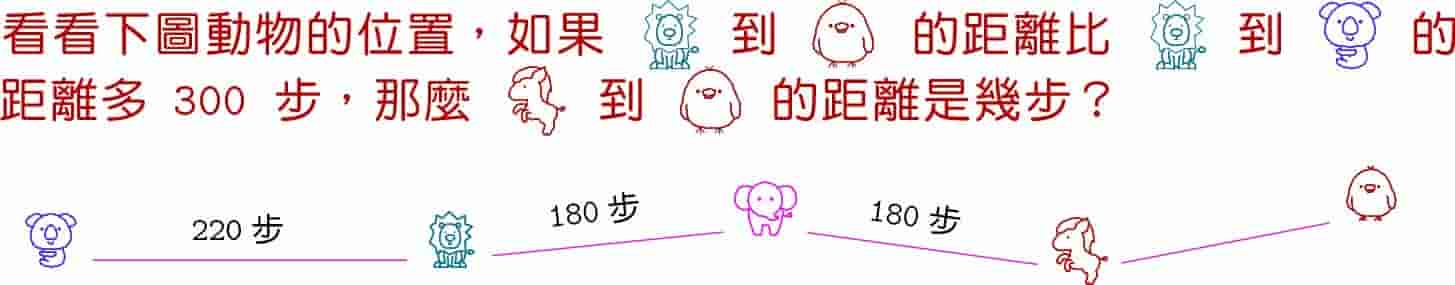 看看下圖動物的位置，如果 到 的距離比 到 的
距離多 300 步，那麼 到 的距離是幾步？
220 步
180 步
180 步